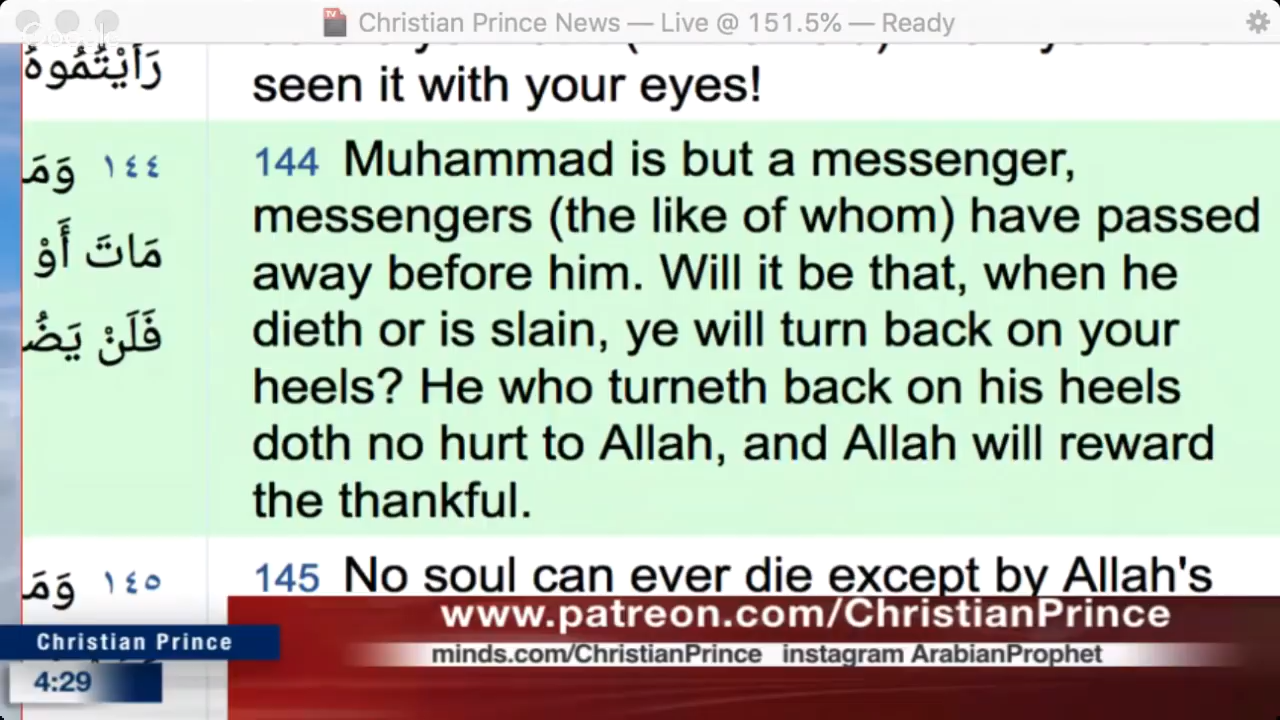 Christian Prince News — Live @ 151.5% — Ready
رَأَيْتُمُوهُ
seen it with your eyes!
١٤٤ وَمَ
144 Muhammad is but a messenger,
messengers (the like of whom) have passed
مَاتَ أَوْ
away before him. Will it be that, when he
dieth or is slain, ye will turn back on your
فَلَنْ يَضُ
heels? He who turneth back on his heels
doth no hurt to Allah, and Allah will reward
the thankful.
١٤٥ وَمَ
145 No soul can ever die except by Allah's
www.patreon.com/ChristianPrince
Christian Prince
minds.com/ChristianPrince instagram ArabianProphet
4:29